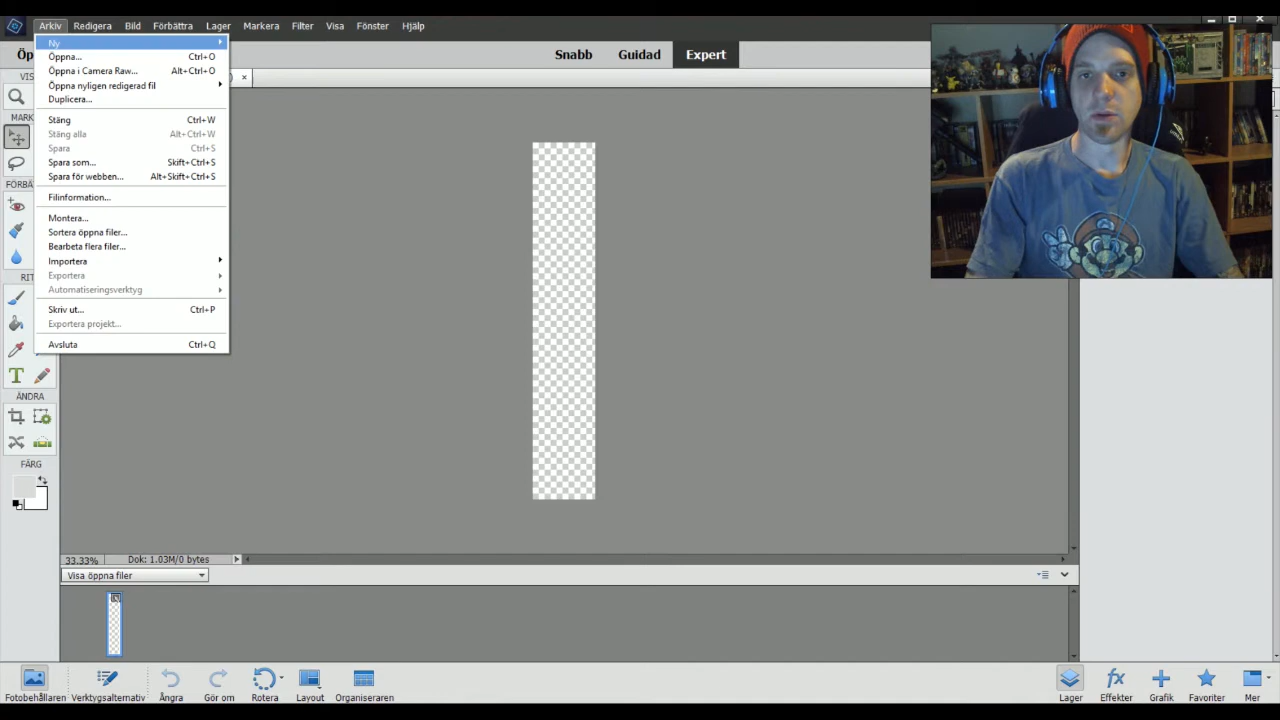 Arkiv Redigera Bild Förbättra Lager Markera Filter Visa Fönster Hjälp
Snabb Guidad Expert
Ny
Öppna... Ctrl+O
Öppna i Camera Raw... Alt+Ctrl+O
Öppna nyligen redigerad fil
Duplicera...
Stäng Ctrl+W
Stäng alla Alt+Ctrl+W
Spara Ctrl+S
Spara som... Skift+Ctrl+S
Spara för webben... Alt+Skift+Ctrl+S
Filinformation...
Montera...
Sortera öppna filer...
Bearbeta flera filer...
Importera
Exportera
Automatiseringsverktyg
Skriv ut... Ctrl+P
Exportera projekt...
Avsluta Ctrl+Q
ÄNDRA
FÄRG
33.33% Dok: 1.03M/0 bytes
Visa öppna filer
Fotobehållaren Verktygsalternativ Ångra Gör om Rotera Layout Organiseraren Lager Effekter Grafik Favoriter Mer